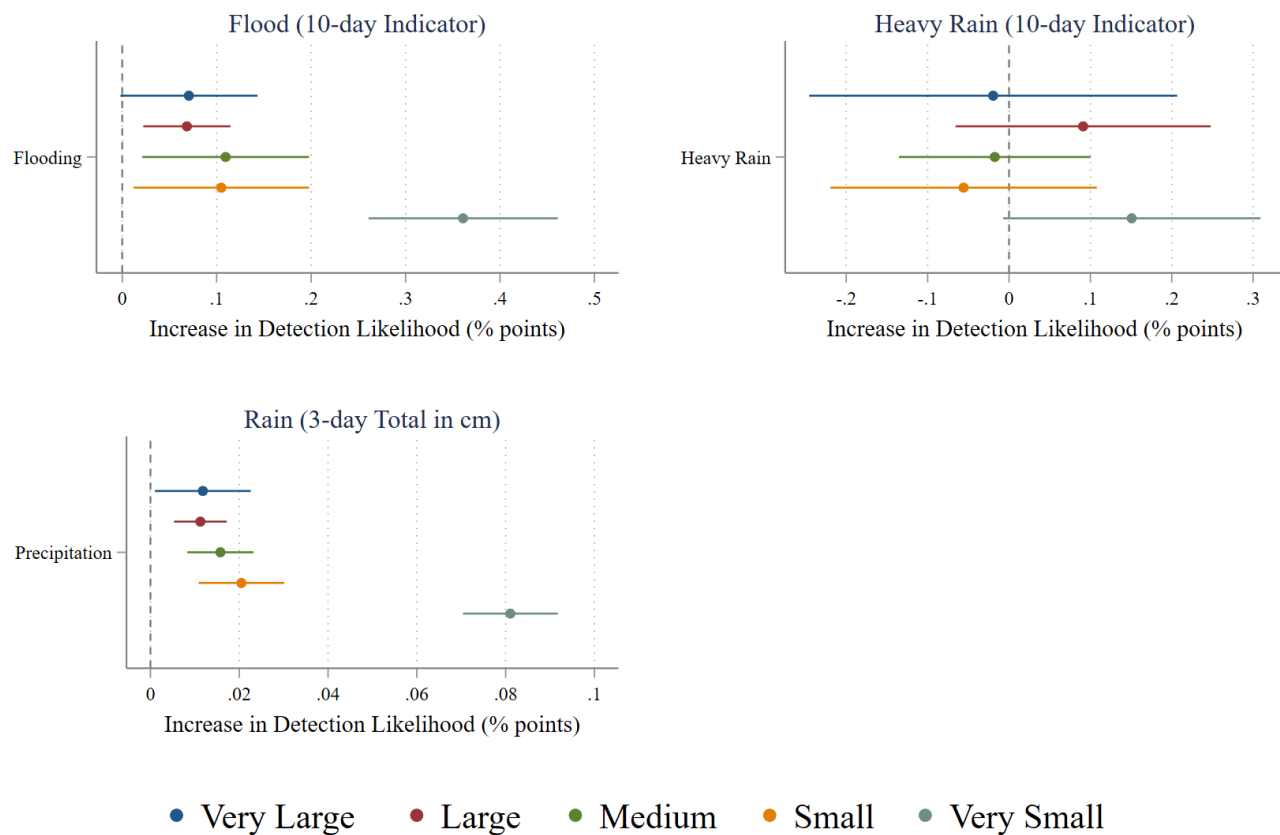 Flood (10-day Indicator)
Flooding
0 .1 .2 .3 .4 .5
Increase in Detection Likelihood (% points)
Heavy Rain (10-day Indicator)
Heavy Rain
-.2 -.1 0 .1 .2 .3
Increase in Detection Likelihood (% points)
Rain (3-day Total in cm)
Precipitation
0 .02 .04 .06 .08 .1
Increase in Detection Likelihood (% points)
Very Large Large Medium Small Very Small